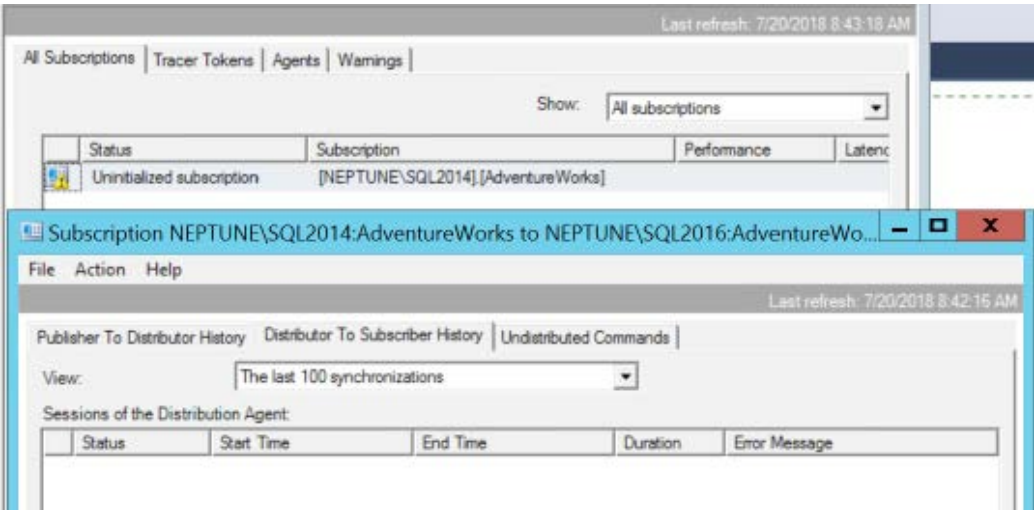 Last refresh: 7/20/2018 8:43:18 AM
All Subscriptions Tracer Tokens Agents Warnings
Show: All subscriptions
Status Subscription Performance Latenc
Uninitialized subscription [NEPTUNE\SQL2014].[AdventureWorks]
Subscription NEPTUNE\SQL2014:AdventureWorks to NEPTUNE\SQL2016:AdventureWo...
File Action Help
Last refresh: 7/20/2018 8:42:16 AM
Publisher To Distributor History Distributor To Subscriber History Undistributed Commands
View: The last 100 synchronizations
Sessions of the Distribution Agent:
Status Start Time End Time Duration Error Message